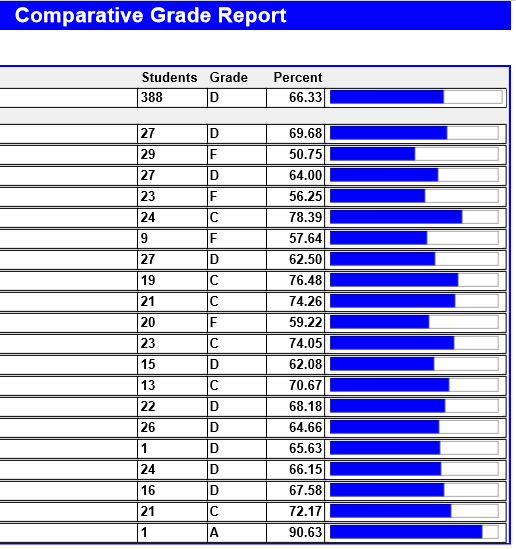 Comparative Grade Report
Students Grade Percent
388 D 66.33
27 D 69.68
29 F 50.75
27 D 64.00
23 F 56.25
24 C 78.39
9 F 57.64
27 D 62.50
19 C 76.48
21 C 74.26
20 F 59.22
23 C 74.05
15 D 62.08
13 C 70.67
22 D 68.18
26 D 64.66
1 D 65.63
24 D 66.15
16 D 67.58
21 C 72.17
1 A 90.63